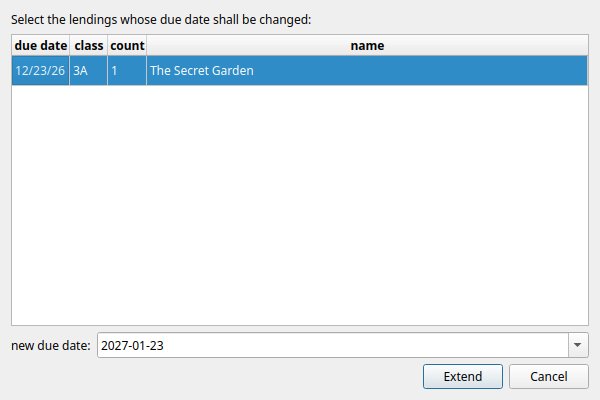 Select the lendings whose due date shall be changed:
due date class count name
12/23/26 3A 1 The Secret Garden
new due date: 2027-01-23
Extend Cancel